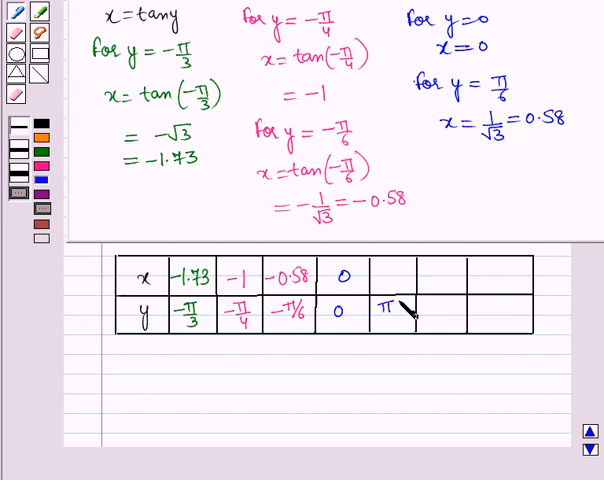 x = tany
for y = -π/3
x = tan(-π/3)
= -√3
= -1.73
for y = -π/4
x = tan(-π/4)
= -1
for y = -π/6
x = tan(-π/6)
= -1/√3 = -0.58
for y = 0
x = 0
for y = π/6
x = 1/√3 = 0.58
x -1.73 -1 -0.58 0
y -π/3 -π/4 -π/6 0 π